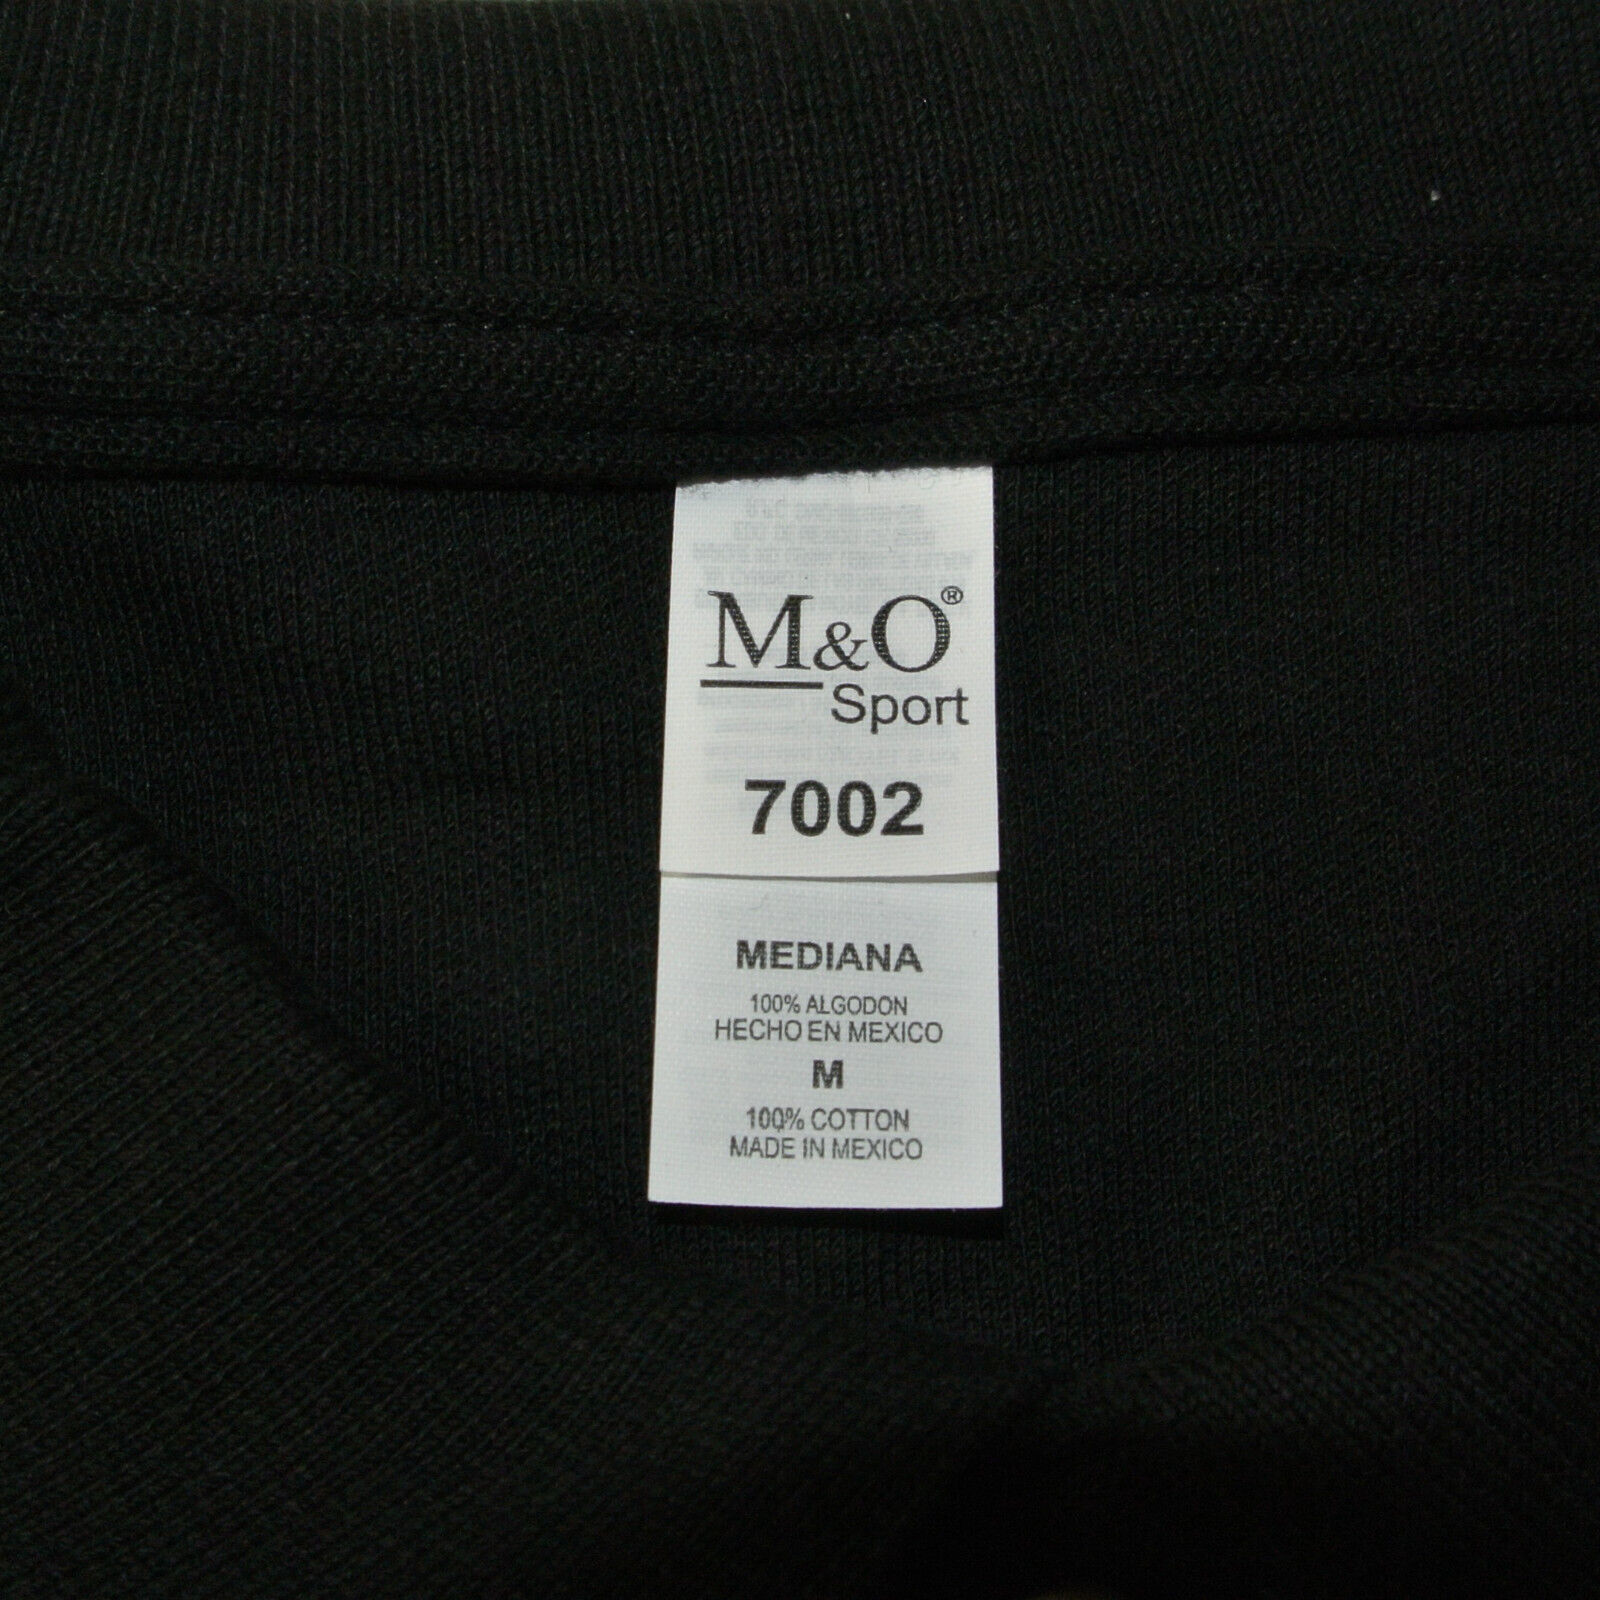 M&O®
Sport
7002
MEDIANA
100% ALGODON
HECHO EN MEXICO
M
100% COTTON
MADE IN MEXICO